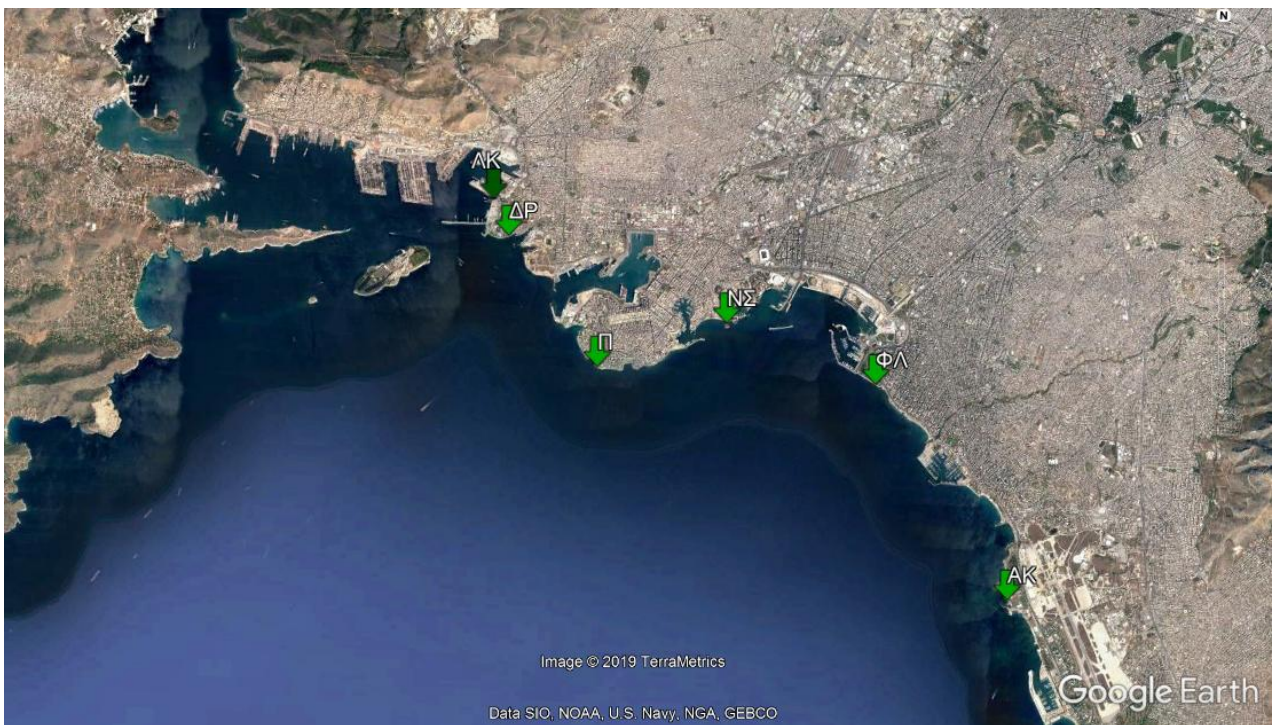 N
ΛΚ
ΔΡ
ΝΣ
Π
ΦΛ
ΑΚ
Image © 2019 TerraMetrics
Google Earth
Data SIO, NOAA, U.S. Navy, NGA, GEBCO